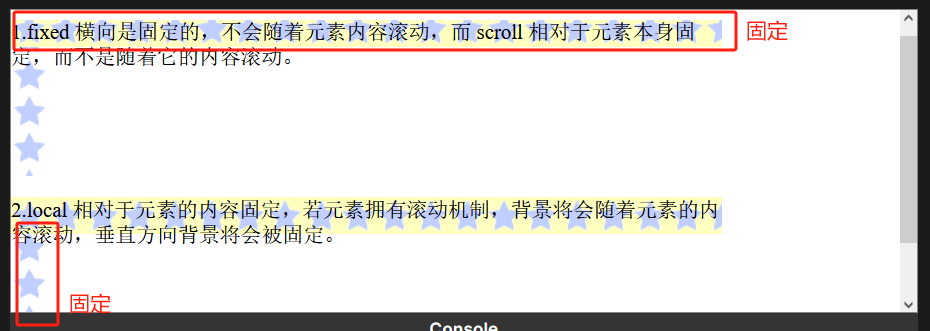 1.fixed 横向是固定的，不会随着元素内容滚动，而 scroll 相对于元素本身固 固定
定，而不是随着它的内容滚动。
2.local 相对于元素的内容固定，若元素拥有滚动机制，背景将会随着元素的内
容滚动，垂直方向背景将会被固定。
固定
Console